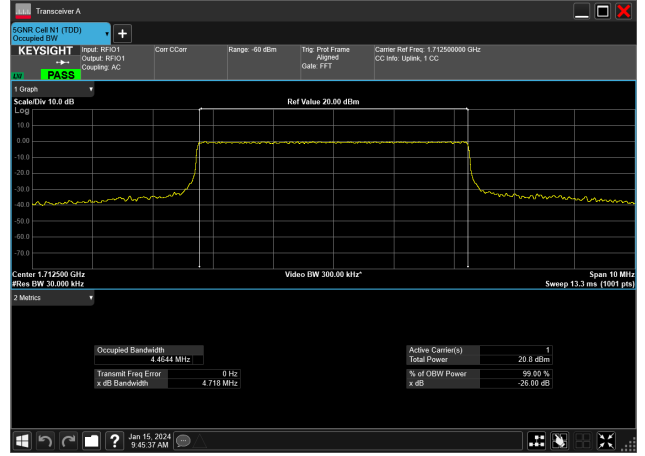 Transceiver A
5GNR Cell N1 (TDD)
Occupied BW
KEYSIGHT
PASS
Input: RFIO1
Output: RFIO1
Coupling: AC
Corr CCorr
Range: -60 dBm
Trig: Prot Frame
Aligned
Gate: FFT
Carrier Ref Freq: 1.712500000 GHz
CC Info: Uplink, 1 CC
1 Graph
Scale/Div 10.0 dB
Ref Value 20.00 dBm
Log
10.0
0.00
-10.0
-20.0
-30.0
-40.0
-50.0
-60.0
-70.0
Center 1.712500 GHz
Video BW 300.00 kHz*
Span 10 MHz
#Res BW 30.000 kHz
Sweep 13.3 ms (1001 pts)
2 Metrics
Occupied Bandwidth
4.4644 MHz
Transmit Freq Error 0 Hz
x dB Bandwidth 4.718 MHz
Active Carrier(s) 1
Total Power 20.8 dBm
% of OBW Power 99.00 %
x dB -26.00 dB
?
Jan 15, 2024
9:45:37 AM